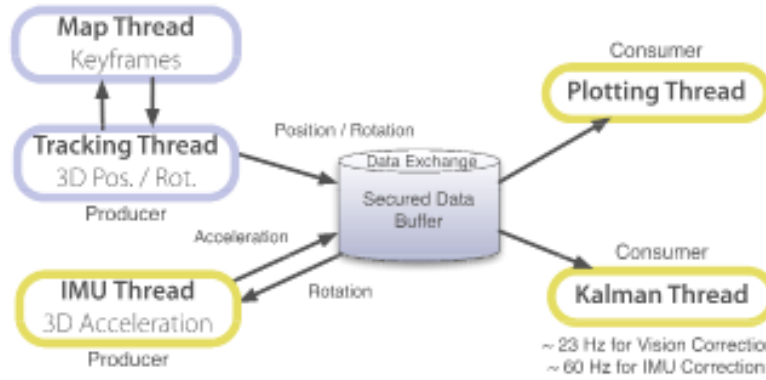 Map Thread
Keyframes
Consumer
Plotting Thread
Position / Rotation
Tracking Thread
3D Pos. / Rot.
Data Exchange
Secured Data
Buffer
Producer
Acceleration
Consumer
IMU Thread
3D Acceleration
Rotation
Kalman Thread
Producer
~ 23 Hz for Vision Correction
~ 60 Hz for IMU Correction